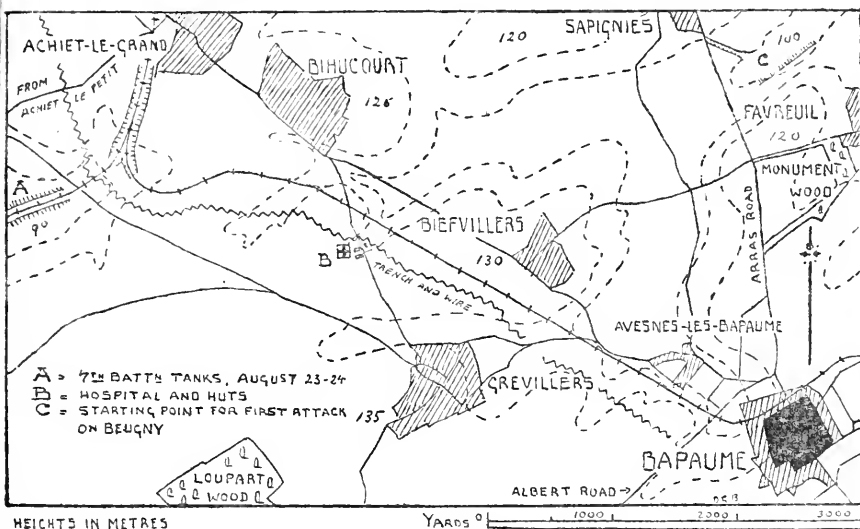 ACHIET-LE-GRAND
SAPIGNIES
120
100
C
BIHUCOURT
126
FROM
ACHIET LE PETIT
FAVREUIL
120
MONUMENT
WOOD
A
90
ARRAS ROAD
BIEFVILLERS
130
B
TRENCH AND WIRE
AVESNES-LES-BAPAUME
A = 7TH BATTN TANKS, AUGUST 23-24
B = HOSPITAL AND HUTS
C = STARTING POINT FOR FIRST ATTACK
ON BEUGNY
135
GREVILLERS
BAPAUME
LOUPART
WOOD
ALBERT ROAD→
HEIGHTS IN METRES
YARDS 0 1000 2000 3000